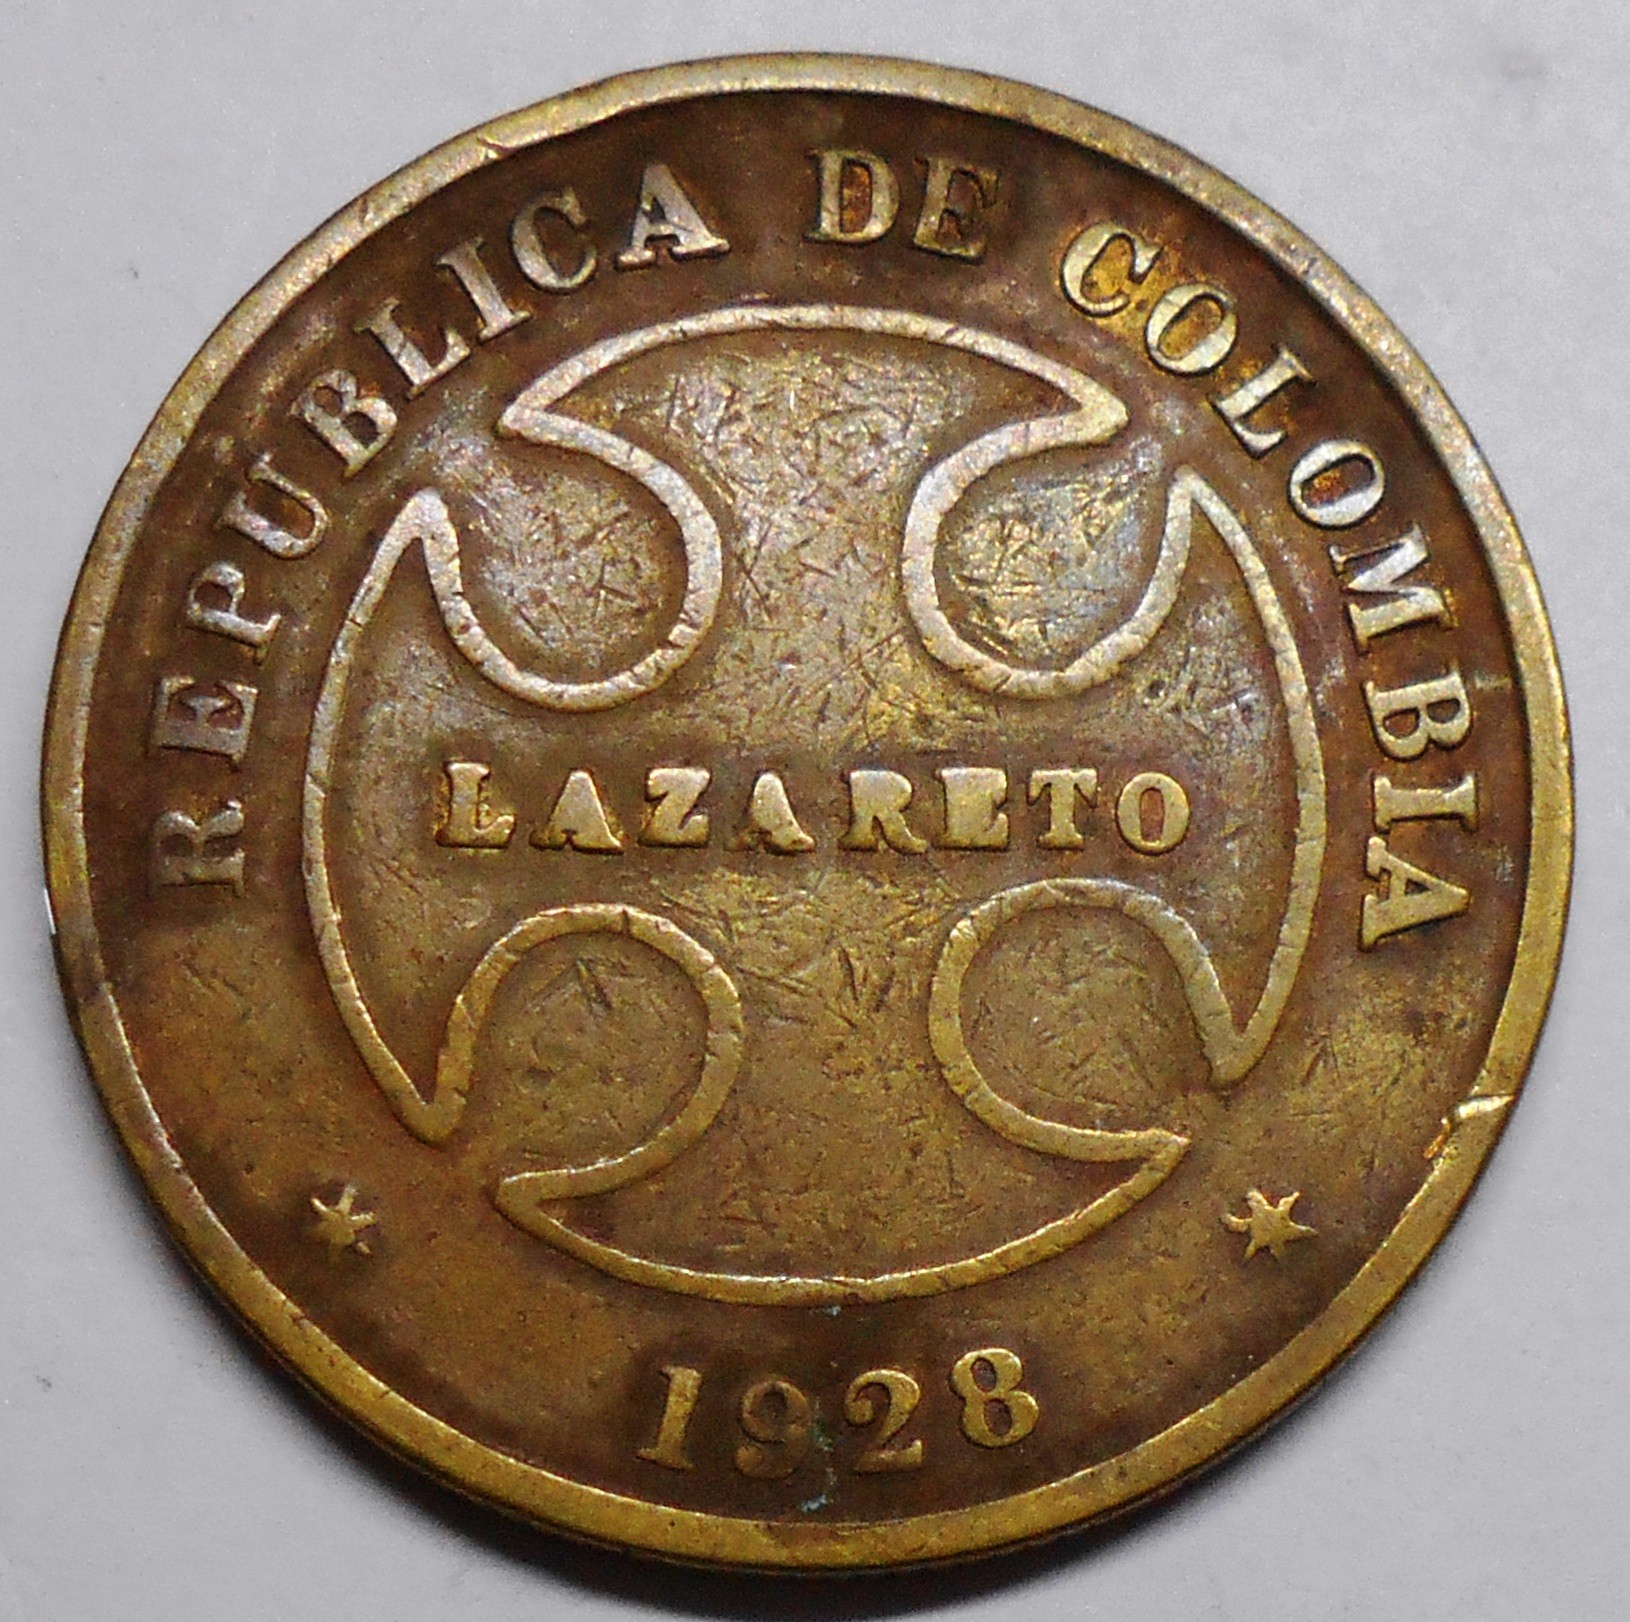 REPUBLICA DE COLOMBIA
LAZARETO
1928